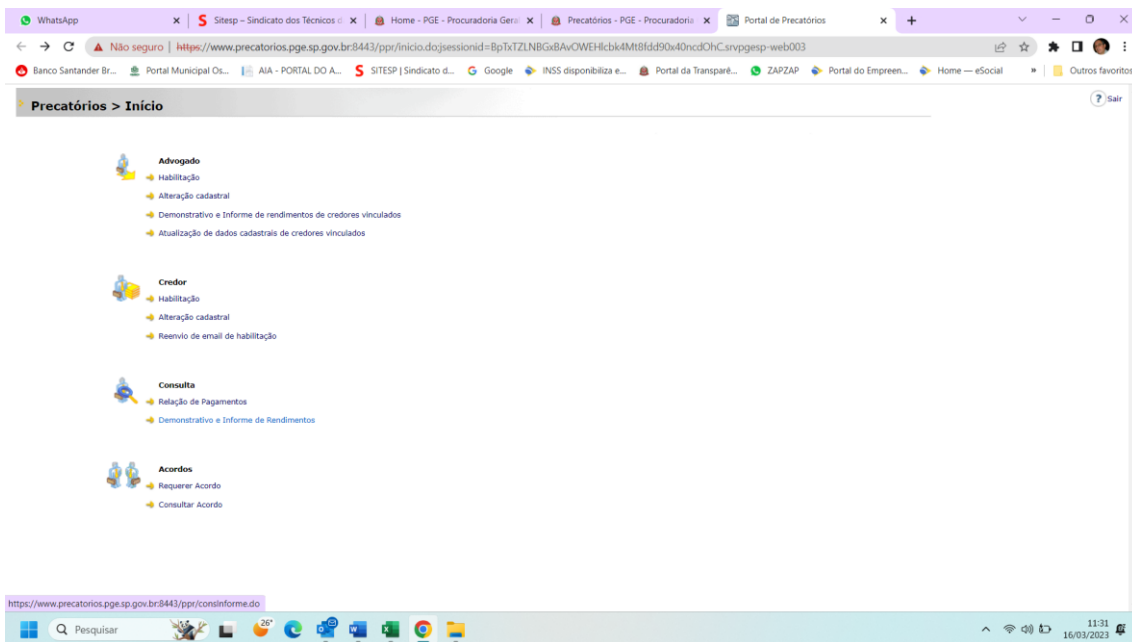 WhatsApp
Sitesp – Sindicato dos Técnicos d
Home - PGE - Procuradoria Geral
Precatórios - PGE - Procuradoria
Portal de Precatórios
Não seguro | https://www.precatorios.pge.sp.gov.br:8443/ppr/inicio.do;jsessionid=BpTxTZLNBGxBAvOWEHlcbk4Mt8fdd90x40ncdOhC.srvpgesp-web003
Banco Santander Br...
Portal Municipal Os...
AIA - PORTAL DO A...
SITESP | Sindicato d...
Google
INSS disponibiliza e...
Portal da Transparê...
ZAPZAP
Portal do Empreen...
Home — eSocial
»
Outros favoritos
Precatórios > Início
? Sair
Advogado
Habilitação
Alteração cadastral
Demonstrativo e Informe de rendimentos de credores vinculados
Atualização de dados cadastrais de credores vinculados
Credor
Habilitação
Alteração cadastral
Reenvio de email de habilitação
Consulta
Relação de Pagamentos
Demonstrativo e Informe de Rendimentos
Acordos
Requerer Acordo
Consultar Acordo
https://www.precatorios.pge.sp.gov.br:8443/ppr/consInforme.do
Pesquisar
26°
11:31
16/03/2023